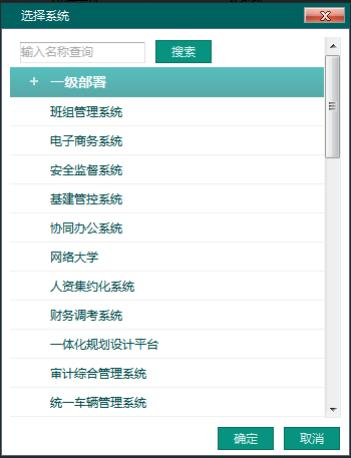 选择系统
输入名称查询 搜索
+ 一级部署
班组管理系统
电子商务系统
安全监督系统
基建管控系统
协同办公系统
网络大学
人资集约化系统
财务调考系统
一体化规划设计平台
审计综合管理系统
统一车辆管理系统
确定 取消